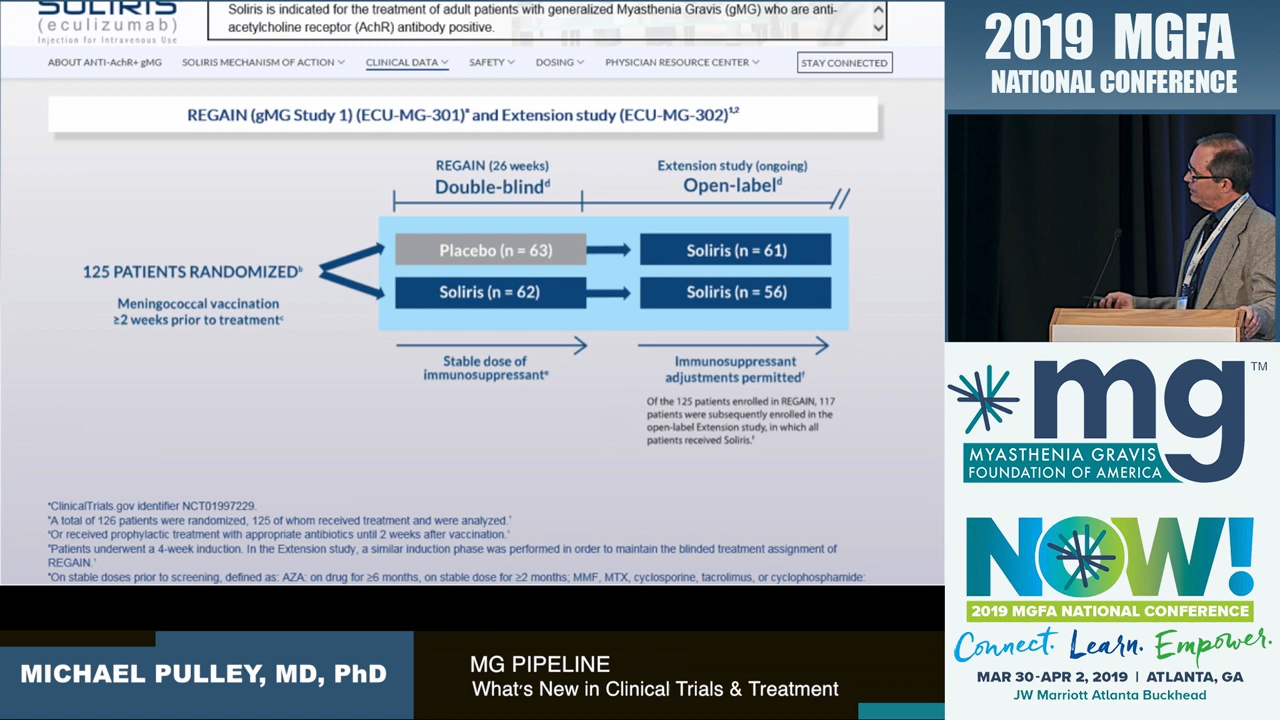 SOLIRIS
(eculizumab)
Injection for Intravenous Use
Soliris is indicated for the treatment of adult patients with generalized Myasthenia Gravis (gMG) who are anti-
acetylcholine receptor (AchR) antibody positive.
ABOUT ANTI-AchR+ gMG SOLIRIS MECHANISM OF ACTION CLINICAL DATA SAFETY DOSING PHYSICIAN RESOURCE CENTER STAY CONNECTED
REGAIN (gMG Study 1) (ECU-MG-301)ª and Extension study (ECU-MG-302)¹,²
REGAIN (26 weeks)
Double-blindᵈ
Extension study (ongoing)
Open-labelᵈ
125 PATIENTS RANDOMIZEDᵇ
Meningococcal vaccination
≥2 weeks prior to treatmentᶜ
Placebo (n = 63)
Soliris (n = 61)
Soliris (n = 62)
Soliris (n = 56)
Stable dose of
immunosuppressantᵉ
Immunosuppressant
adjustments permittedᶠ
Of the 125 patients enrolled in REGAIN, 117
patients were subsequently enrolled in the
open-label Extension study, in which all
patients received Soliris.ᶠ
ªClinicalTrials.gov identifier NCT01997229.
ᵇA total of 126 patients were randomized, 125 of whom received treatment and were analyzed.¹
ᶜOr received prophylactic treatment with appropriate antibiotics until 2 weeks after vaccination.¹
ᵈPatients underwent a 4-week induction. In the Extension study, a similar induction phase was performed in order to maintain the blinded treatment assignment of
REGAIN.¹
ᵉOn stable doses prior to screening, defined as: AZA: on drug for ≥6 months, on stable dose for ≥2 months; MMF, MTX, cyclosporine, tacrolimus, or cyclophosphamide:
MICHAEL PULLEY, MD, PhD
MG PIPELINE
What's New in Clinical Trials & Treatment
2019 MGFA
NATIONAL CONFERENCE
mg™
MYASTHENIA GRAVIS
FOUNDATION OF AMERICA
NOW!
2019 MGFA NATIONAL CONFERENCE
Connect. Learn. Empower.
MAR 30-APR 2, 2019 | ATLANTA, GA
JW Marriott Atlanta Buckhead